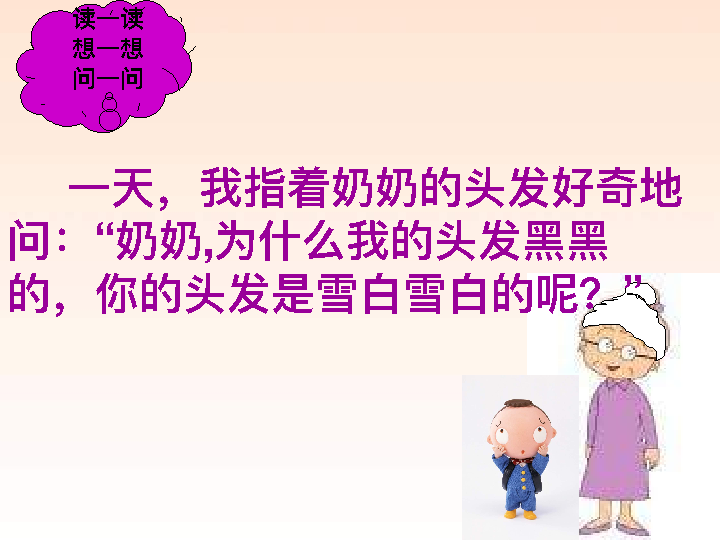 读一读
想一想
问一问
一天，我指着奶奶的头发好奇地
问：“奶奶,为什么我的头发黑黑
的，你的头发是雪白雪白的呢？”